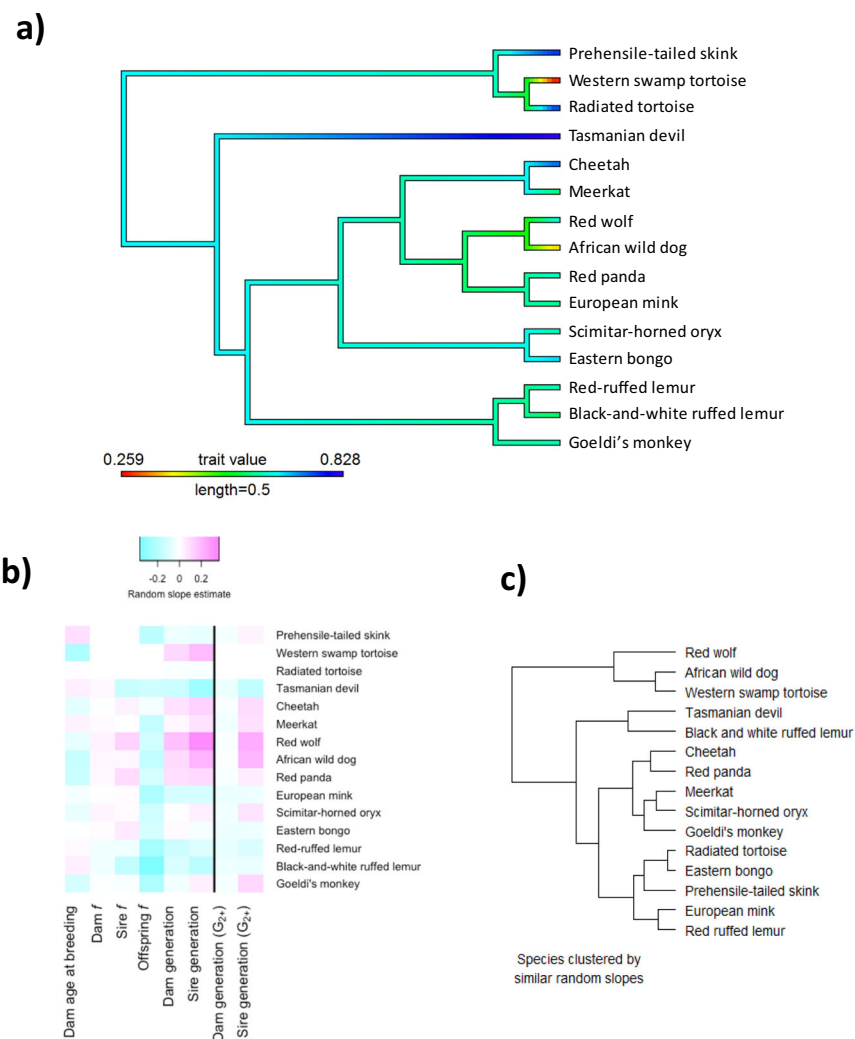 a)
Prehensile-tailed skink
Western swamp tortoise
Radiated tortoise
Tasmanian devil
Cheetah
Meerkat
Red wolf
African wild dog
Red panda
European mink
Scimitar-horned oryx
Eastern bongo
Red-ruffed lemur
Black-and-white ruffed lemur
Goeldi's monkey
0.259 trait value 0.828
length=0.5
b)
-0.2 0 0.2
Random slope estimate
Prehensile-tailed skink
Western swamp tortoise
Radiated tortoise
Tasmanian devil
Cheetah
Meerkat
Red wolf
African wild dog
Red panda
European mink
Scimitar-horned oryx
Eastern bongo
Red-ruffed lemur
Black-and-white ruffed lemur
Goeldi's monkey
Dam age at breeding
Dam f
Sire f
Offspring f
Dam generation
Sire generation
Dam generation (G2+)
Sire generation (G2+)
c)
Red wolf
African wild dog
Western swamp tortoise
Tasmanian devil
Black and white ruffed lemur
Cheetah
Red panda
Meerkat
Scimitar-horned oryx
Goeldi's monkey
Radiated tortoise
Eastern bongo
Prehensile-tailed skink
European mink
Red ruffed lemur
Species clustered by
similar random slopes